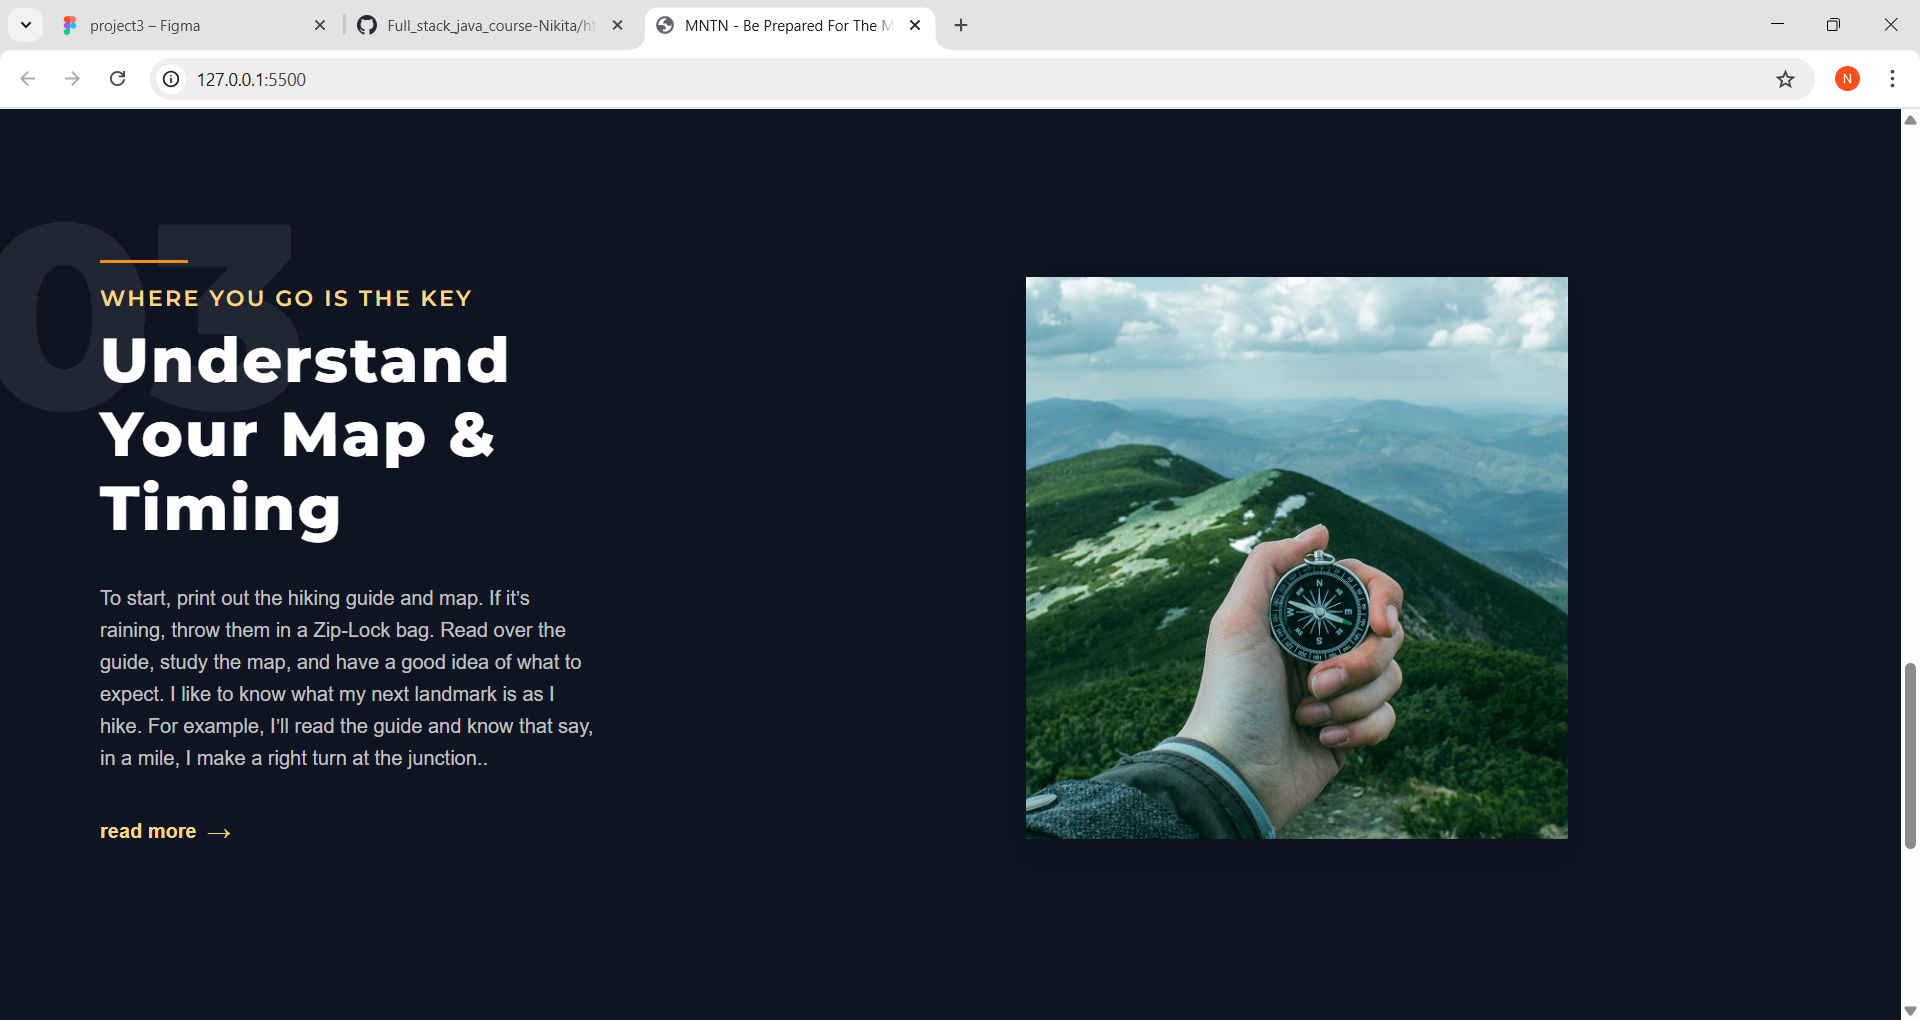 project3 – Figma
Full_stack_java_course-Nikita/ht
MNTN - Be Prepared For The M
127.0.0.1:5500
N
03
WHERE YOU GO IS THE KEY
Understand
Your Map &
Timing
To start, print out the hiking guide and map. If it’s
raining, throw them in a Zip-Lock bag. Read over the
guide, study the map, and have a good idea of what to
expect. I like to know what my next landmark is as I
hike. For example, I’ll read the guide and know that say,
in a mile, I make a right turn at the junction..
read more →
N
NE
E
SE
S
SW
W
NW